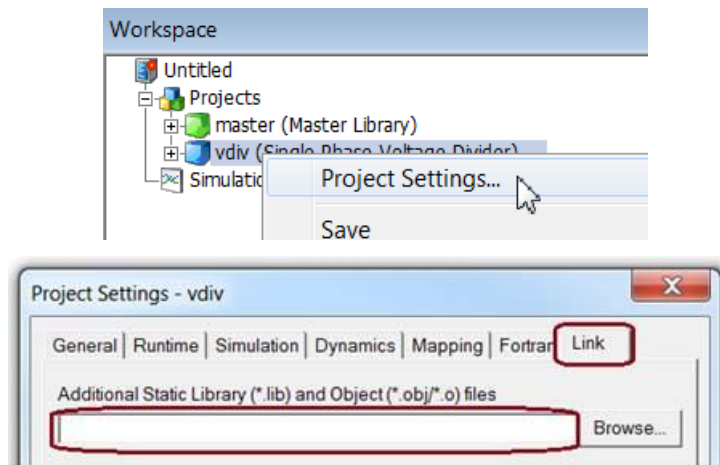 Workspace
Untitled
Projects
master (Master Library)
vdiv (Single Phase Voltage Divider)
Project Settings...
Save
Project Settings - vdiv
General Runtime Simulation Dynamics Mapping Link
Additional Static Library (*.lib) and Object (*.obj/*.o) files
Browse...